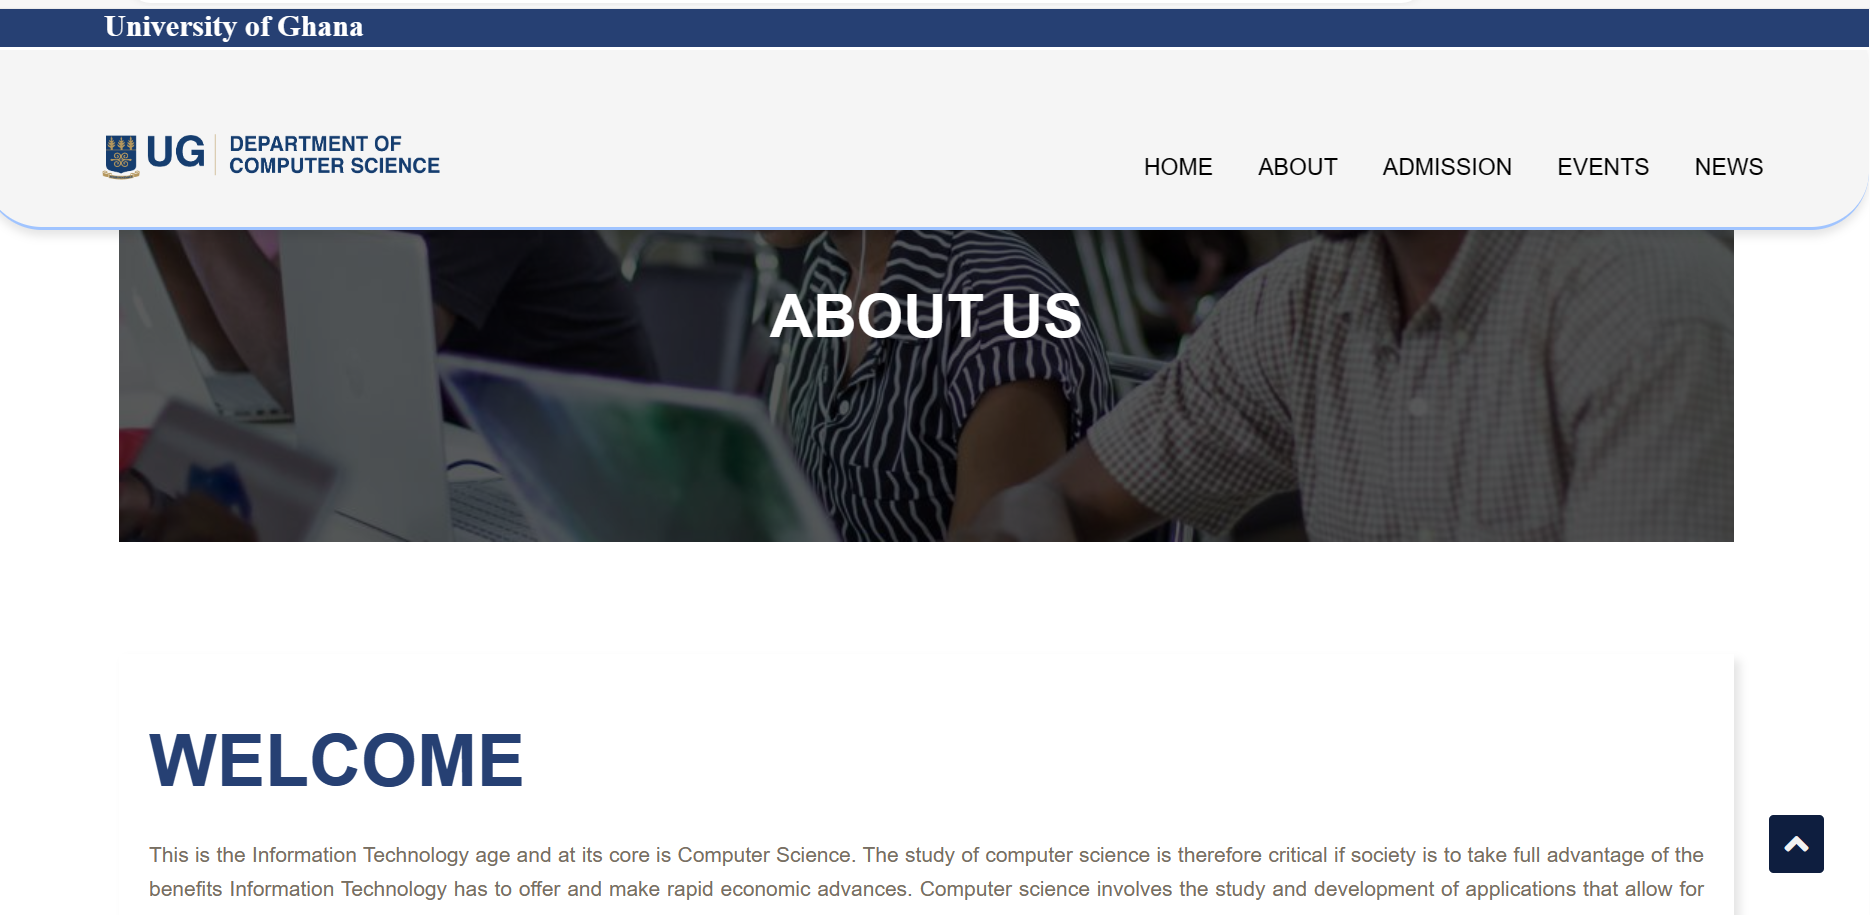 University of Ghana
UG
DEPARTMENT OF
COMPUTER SCIENCE
HOME ABOUT ADMISSION EVENTS NEWS
ABOUT US
WELCOME
This is the Information Technology age and at its core is Computer Science. The study of computer science is therefore critical if society is to take full advantage of the
benefits Information Technology has to offer and make rapid economic advances. Computer science involves the study and development of applications that allow for